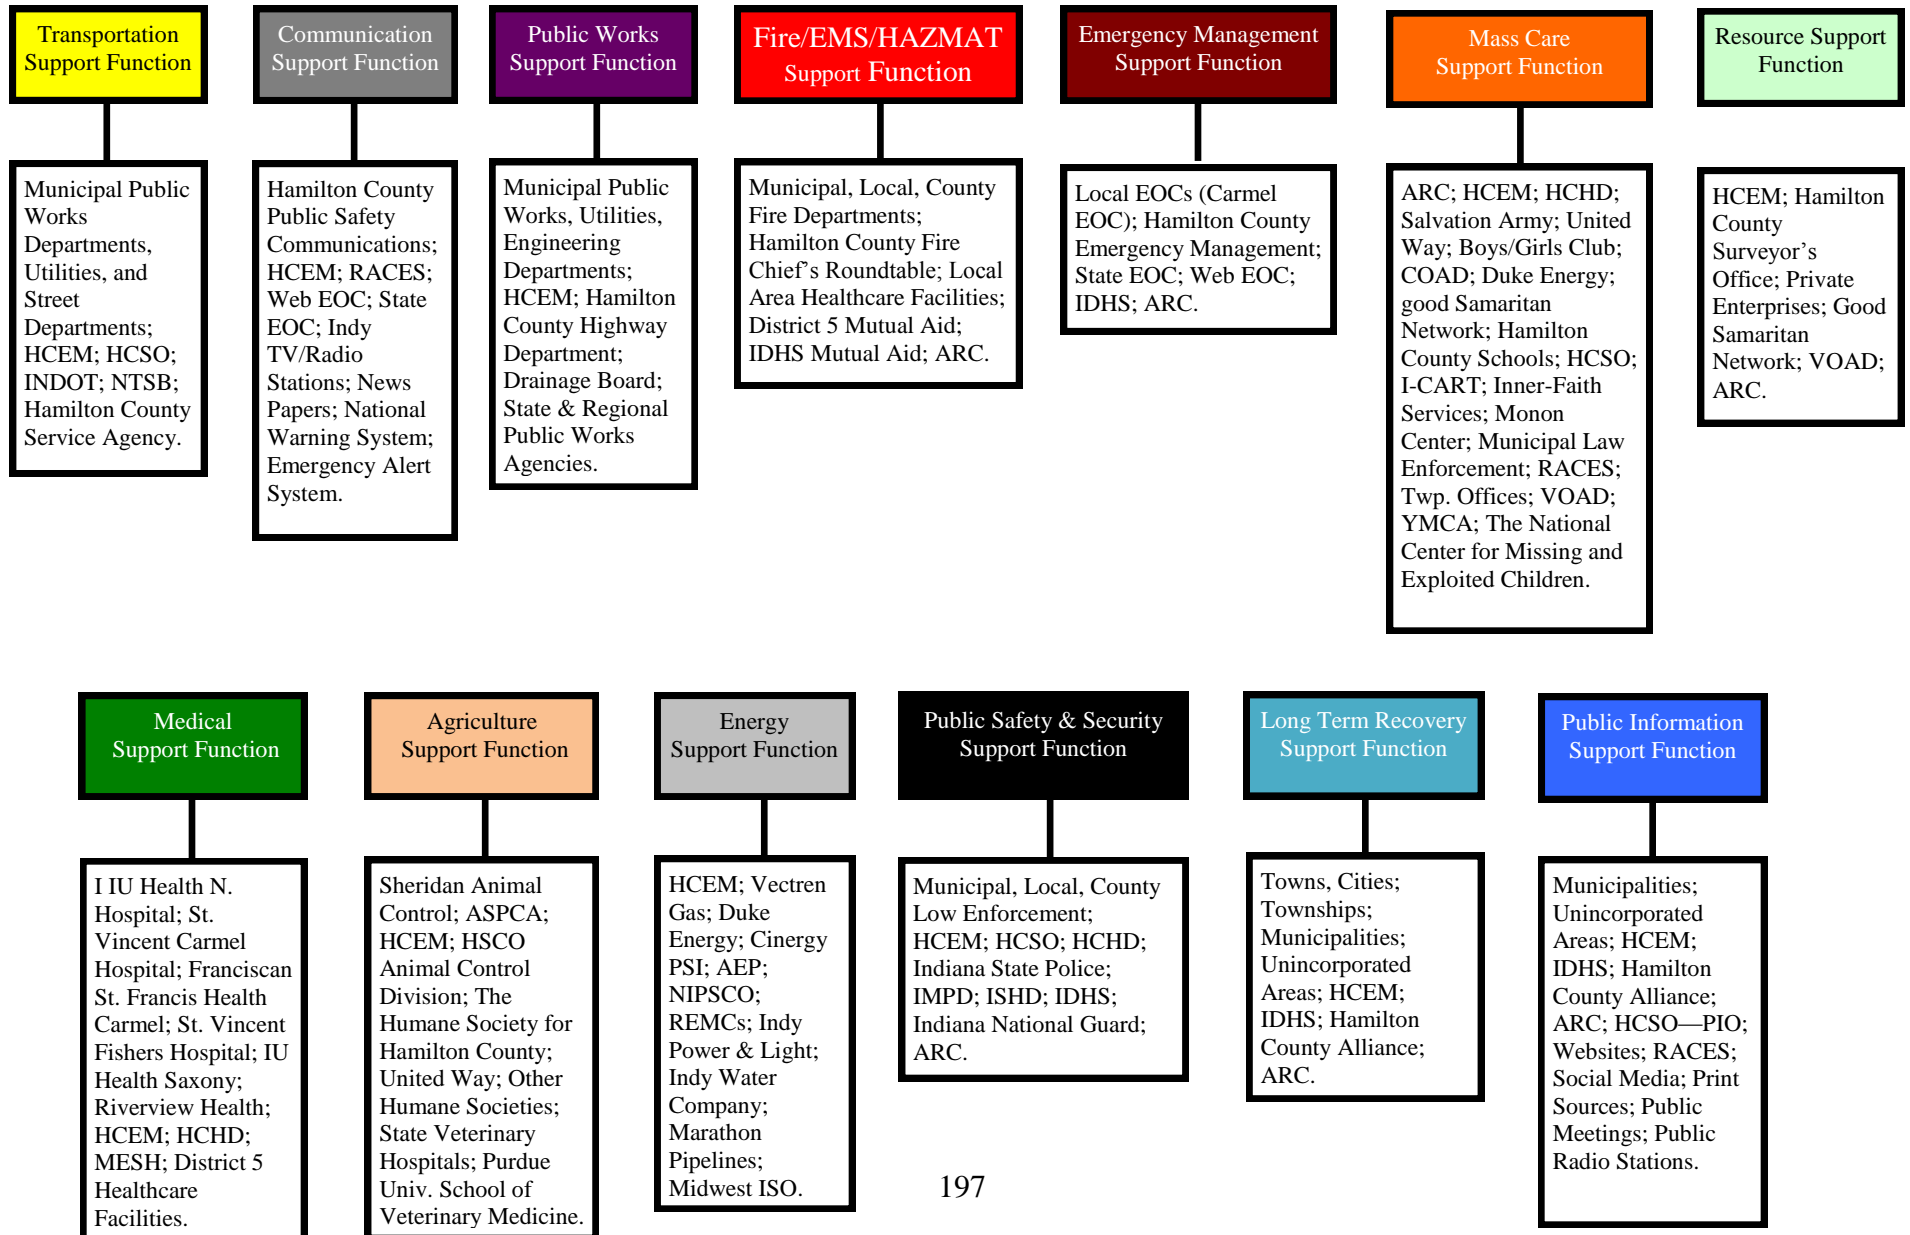 Transportation
Support Function
Municipal Public
Works
Departments,
Utilities, and
Street
Departments;
HCEM; HCSO;
INDOT; NTSB;
Hamilton County
Service Agency.
Communication
Support Function
Hamilton County
Public Safety
Communications;
HCEM; RACES;
Web EOC; State
EOC; Indy
TV/Radio
Stations; News
Papers; National
Warning System;
Emergency Alert
System.
Public Works
Support Function
Municipal Public
Works, Utilities,
Engineering
Departments;
HCEM; Hamilton
County Highway
Department;
Drainage Board;
State & Regional
Public Works
Agencies.
Fire/EMS/HAZMAT
Support Function
Municipal, Local, County
Fire Departments;
Hamilton County Fire
Chief’s Roundtable; Local
Area Healthcare Facilities;
District 5 Mutual Aid;
IDHS Mutual Aid; ARC.
Emergency Management
Support Function
Local EOCs (Carmel
EOC); Hamilton County
Emergency Management;
State EOC; Web EOC;
IDHS; ARC.
Mass Care
Support Function
ARC; HCEM; HCHD;
Salvation Army; United
Way; Boys/Girls Club;
COAD; Duke Energy;
good Samaritan
Network; Hamilton
County Schools; HCSO;
I-CART; Inner-Faith
Services; Monon
Center; Municipal Law
Enforcement; RACES;
Twp. Offices; VOAD;
YMCA; The National
Center for Missing and
Exploited Children.
Resource Support
Function
HCEM; Hamilton
County
Surveyor’s
Office; Private
Enterprises; Good
Samaritan
Network; VOAD;
ARC.
Medical
Support Function
I IU Health N.
Hospital; St.
Vincent Carmel
Hospital; Franciscan
St. Francis Health
Carmel; St. Vincent
Fishers Hospital; IU
Health Saxony;
Riverview Health;
HCEM; HCHD;
MESH; District 5
Healthcare
Facilities.
Agriculture
Support Function
Sheridan Animal
Control; ASPCA;
HCEM; HSCO
Animal Control
Division; The
Humane Society for
Hamilton County;
United Way; Other
Humane Societies;
State Veterinary
Hospitals; Purdue
Univ. School of
Veterinary Medicine.
Energy
Support Function
HCEM; Vectren
Gas; Duke
Energy; Cinergy
PSI; AEP;
NIPSCO;
REMCs; Indy
Power & Light;
Indy Water
Company;
Marathon
Pipelines;
Midwest ISO.
Public Safety & Security
Support Function
Municipal, Local, County
Low Enforcement;
HCEM; HCSO; HCHD;
Indiana State Police;
IMPD; ISHD; IDHS;
Indiana National Guard;
ARC.
Long Term Recovery
Support Function
Towns, Cities;
Townships;
Municipalities;
Unincorporated
Areas; HCEM;
IDHS; Hamilton
County Alliance;
ARC.
Public Information
Support Function
Municipalities;
Unincorporated
Areas; HCEM;
IDHS; Hamilton
County Alliance;
ARC; HCSO—PIO;
Websites; RACES;
Social Media; Print
Sources; Public
Meetings; Public
Radio Stations.
197